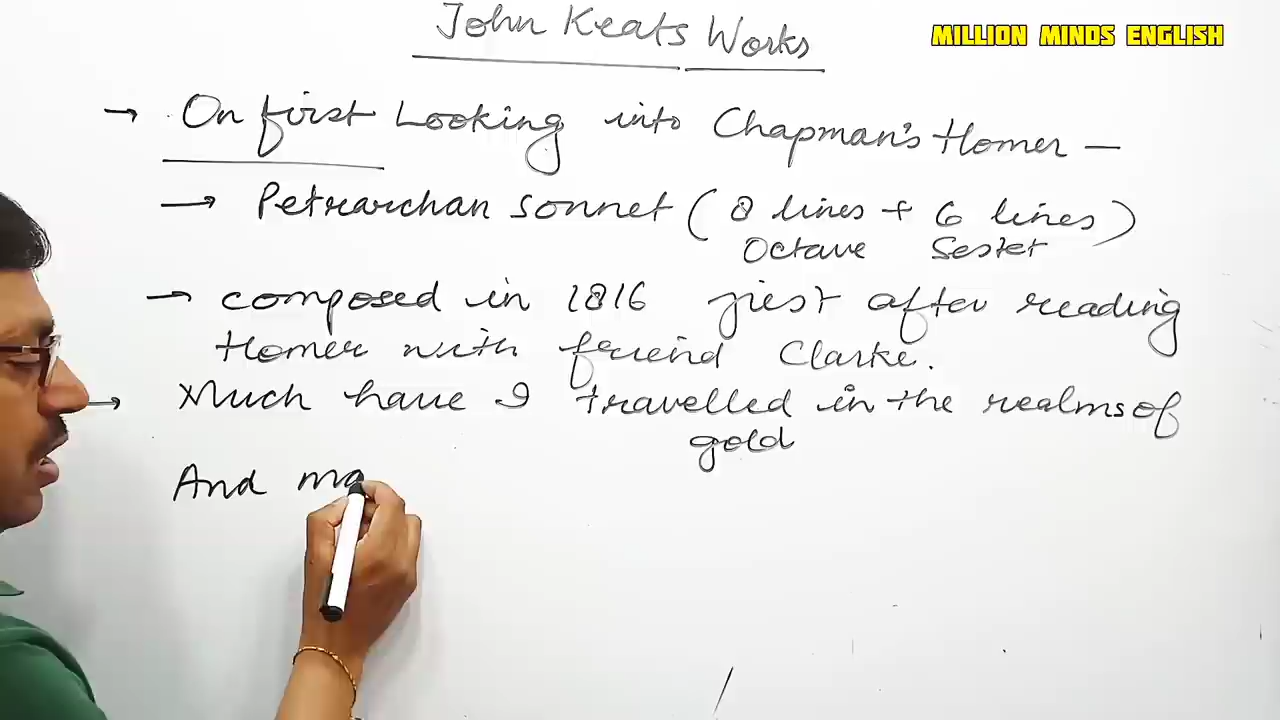 John Keats Works
MILLION MINDS ENGLISH
→ On first Looking into Chapman's Homer —
→ Petrarchan sonnet ( 8 lines + 6 lines )
Octave Sestet
→ composed in 1816 just after reading
Homer with friend Clarke.
→ Much have I travelled in the realms of
gold
And ma